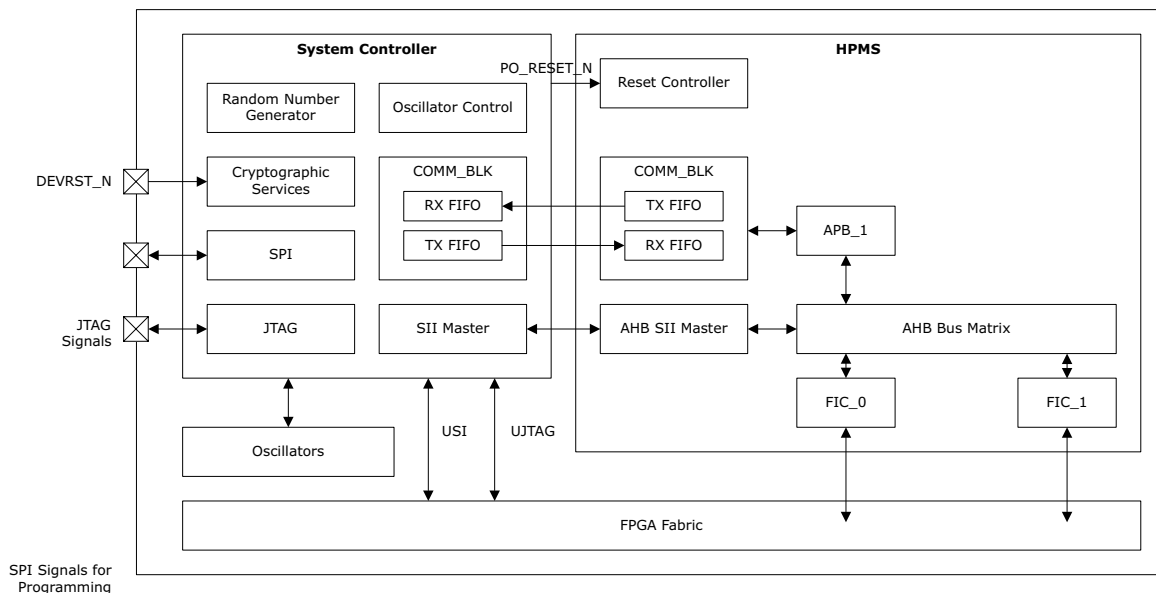 System Controller
HPMS
PO_RESET_N
Reset Controller
Random Number
Generator
Oscillator Control
DEVRST_N
Cryptographic
Services
COMM_BLK
RX FIFO
TX FIFO
COMM_BLK
TX FIFO
RX FIFO
APB_1
SPI
JTAG
Signals
JTAG
SII Master
AHB SII Master
AHB Bus Matrix
FIC_0
FIC_1
Oscillators
USI
UJTAG
FPGA Fabric
SPI Signals for
Programming